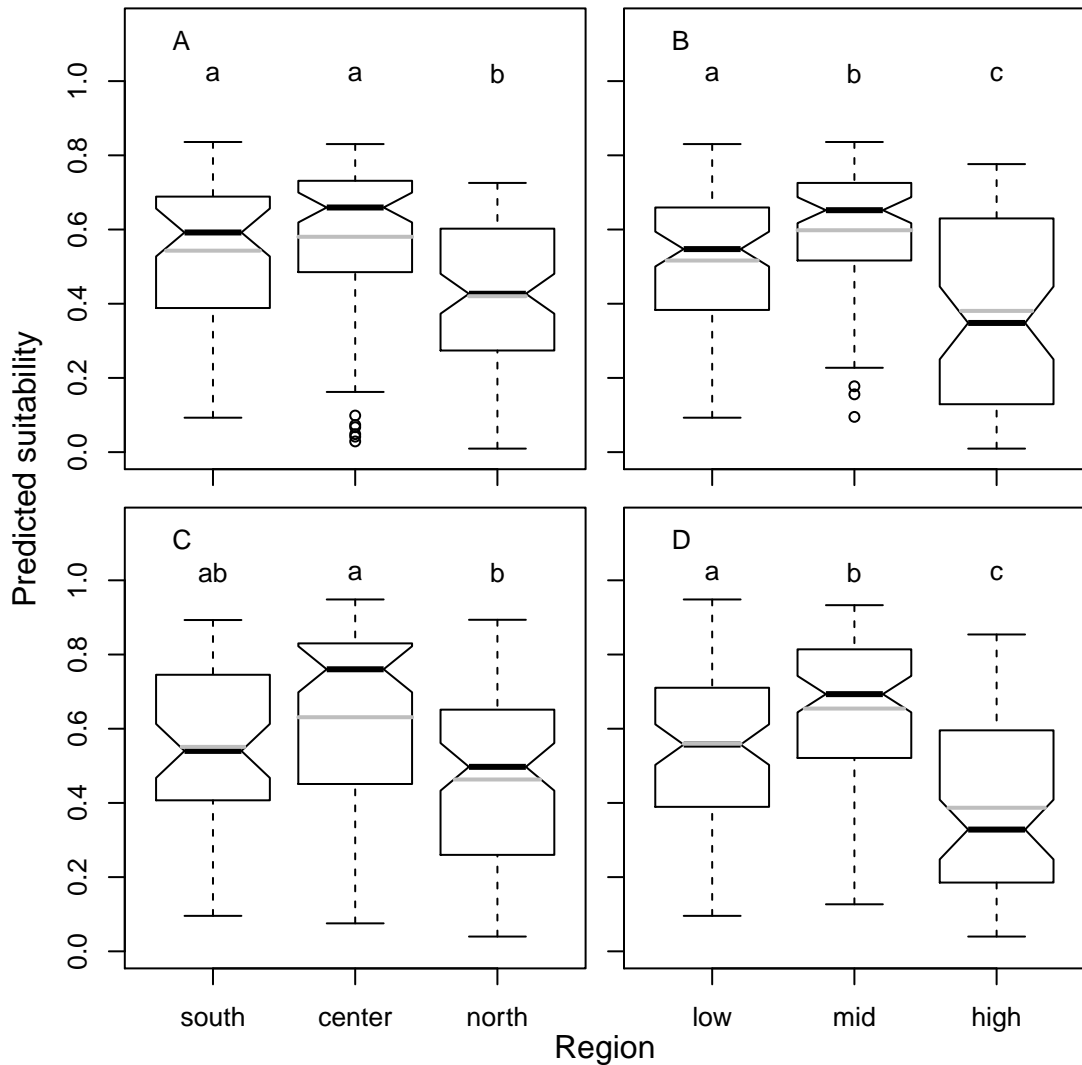 A
a a b
B
a b c
1.0
0.8
0.6
0.4
0.2
0.0
Predicted suitability
C
ab a b
D
a b c
1.0
0.8
0.6
0.4
0.2
0.0
south center north
low mid high
Region